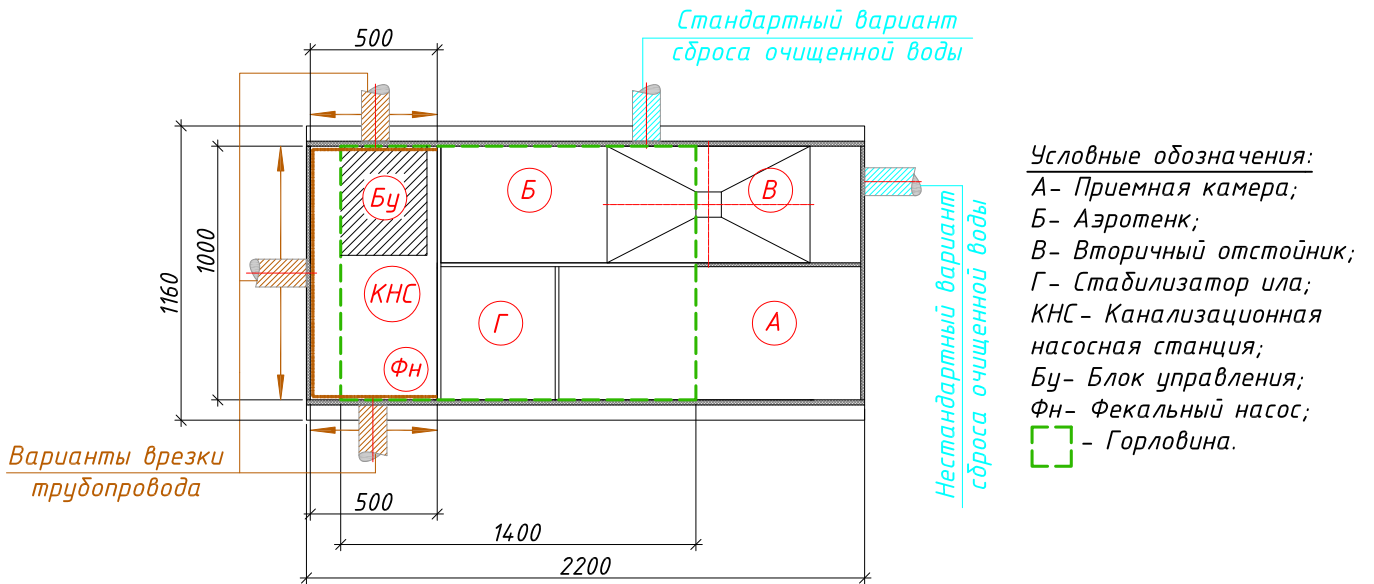 Стандартный вариант
сброса очищенной воды
500
1160
1000
Бу
Б
В
КНС
Г
А
Фн
Нестандартный вариант
сброса очищенной воды
Варианты врезки
трубопровода
500
1400
2200
Условные обозначения:
А- Приемная камера;
Б- Аэротенк;
В- Вторичный отстойник;
Г- Стабилизатор ила;
КНС- Канализационная
насосная станция;
Бу- Блок управления;
Фн- Фекальный насос;
- Горловина.